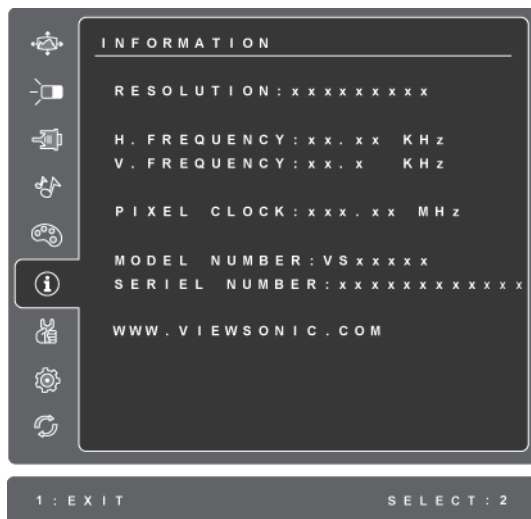 INFORMATION
RESOLUTION:xxxxxxxxx
H. FREQUENCY:xx.xx KHz
V. FREQUENCY:xx.x KHz
PIXEL CLOCK:xxx.xx MHz
MODEL NUMBER:VSxxxxx
SERIEL NUMBER:xxxxxxxxxxxx
WWW.VIEWSONIC.COM
1:EXIT SELECT:2